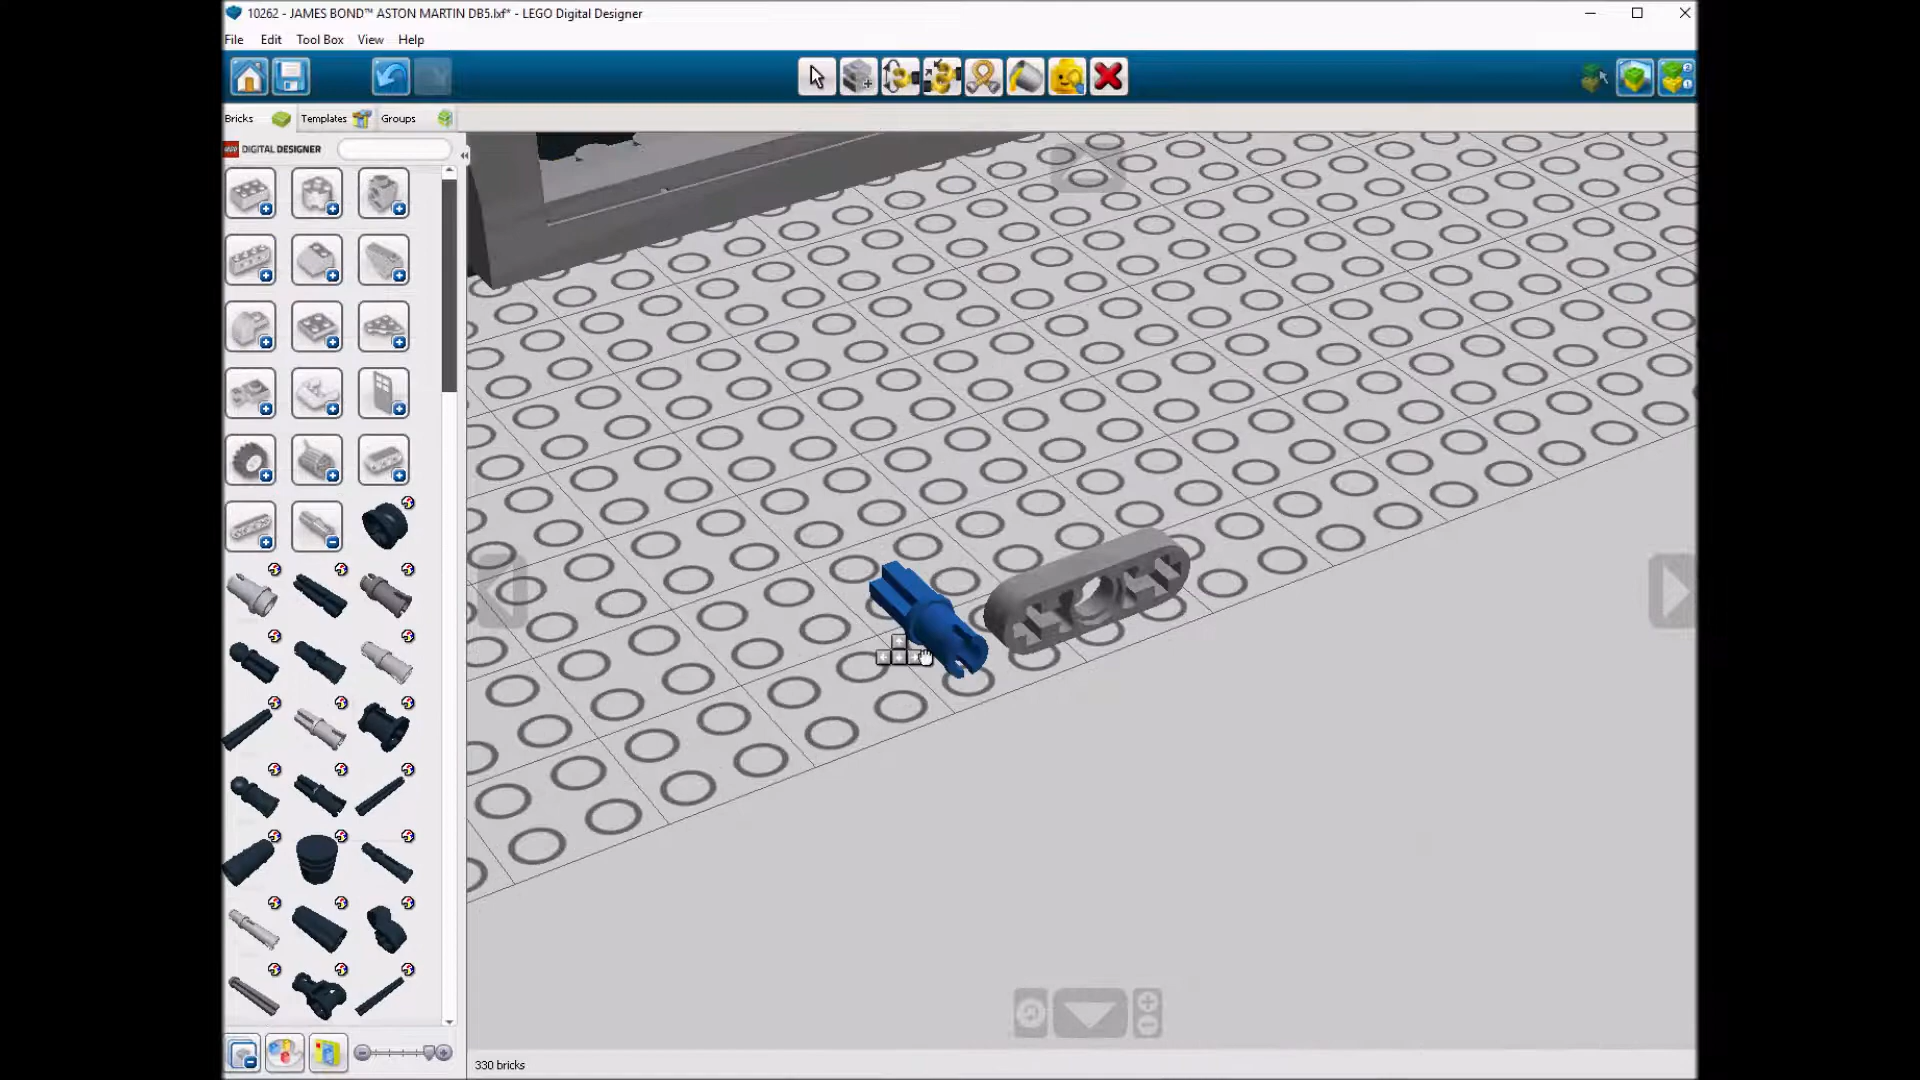 10262 - JAMES BOND™ ASTON MARTIN DB5.lxf* - LEGO Digital Designer
File Edit Tool Box View Help
Bricks Templates Groups
LEGO DIGITAL DESIGNER
330 bricks